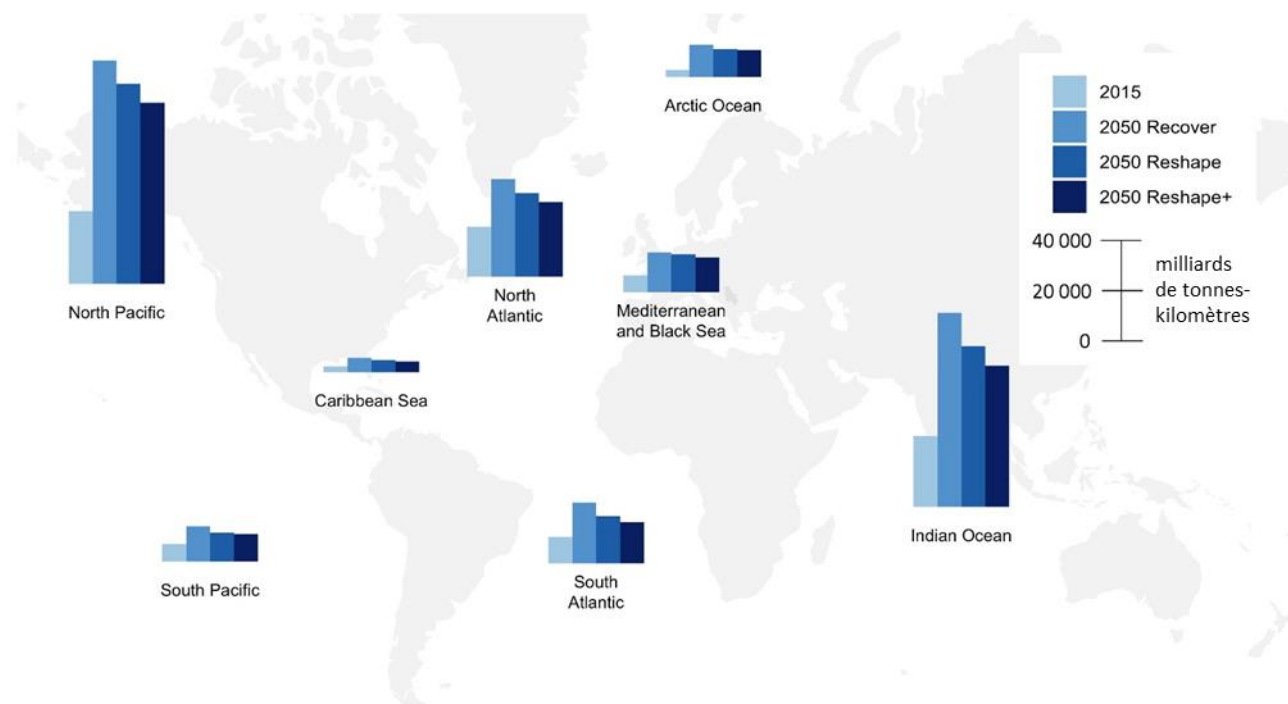 Arctic Ocean
2015
2050 Recover
2050 Reshape
2050 Reshape+
40 000
20 000
0
milliards
de tonnes-
kilomètres
North Pacific
North
Atlantic
Mediterranean
and Black Sea
Caribbean Sea
Indian Ocean
South Pacific
South
Atlantic